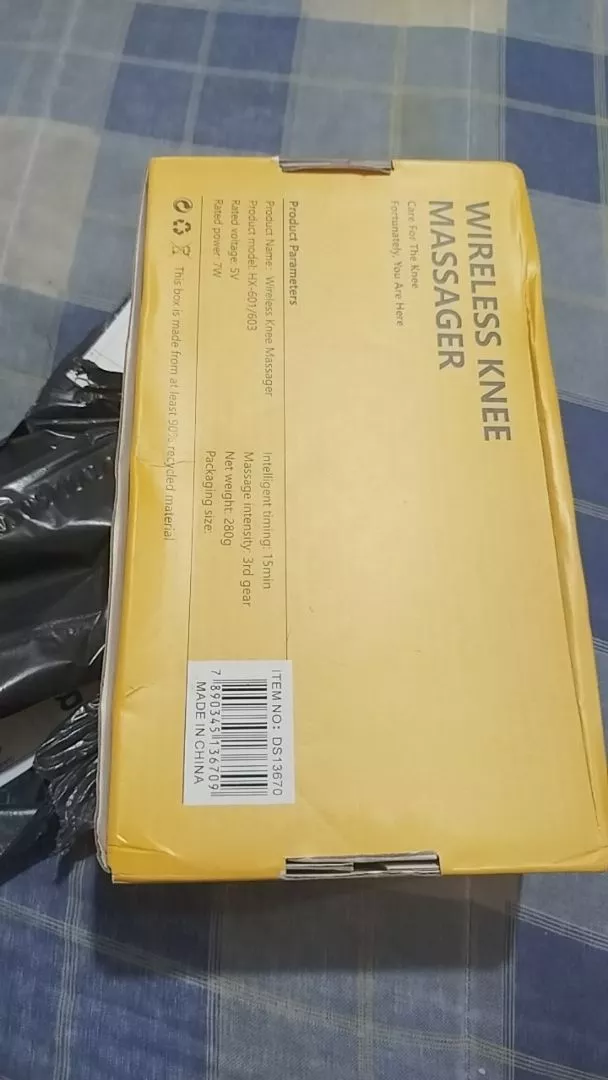 WIRELESS KNEE
MASSAGER
Care For The Knee
Fortunately, You Are Here
Product Parameters
Product Name: Wireless Knee Massager
Product model: HX-601/603
Rated voltage: 5V
Rated power: 7W
Intelligent timing: 15min
Massage intensity: 3rd gear
Net weight: 280g
Packaging size:
This box is made from at least 90% recycled material
ITEM NO: DS13670
7 890345 136709
MADE IN CHINA